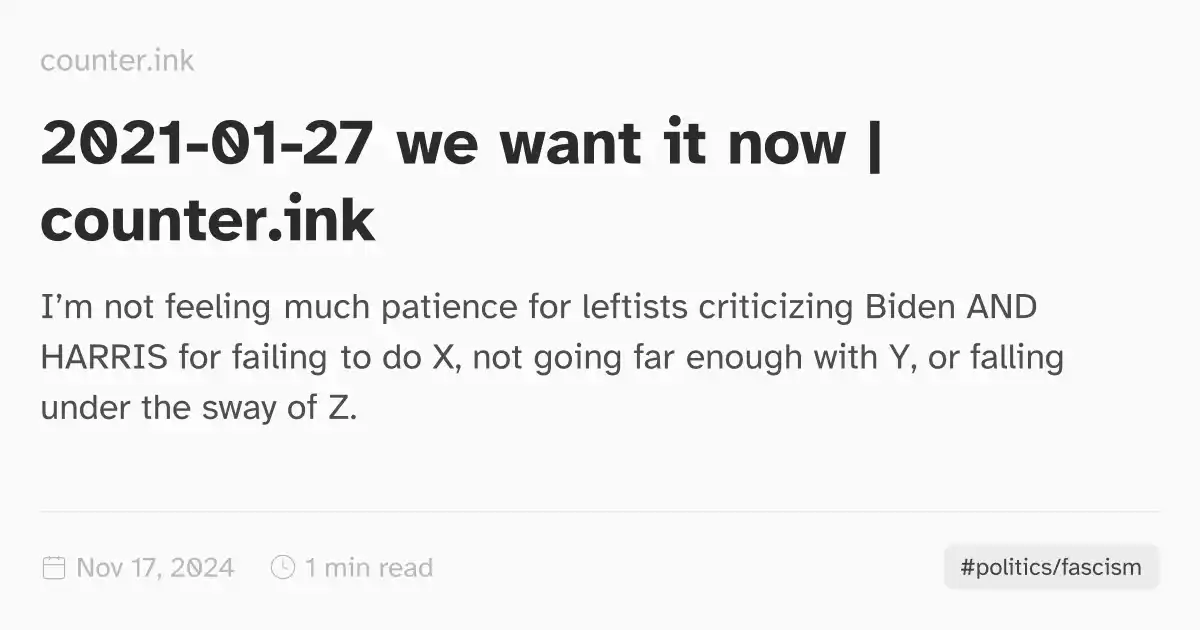 counter.ink
2021-01-27 we want it now |
counter.ink
I’m not feeling much patience for leftists criticizing Biden AND
HARRIS for failing to do X, not going far enough with Y, or falling
under the sway of Z.
Nov 17, 2024 1 min read #politics/fascism